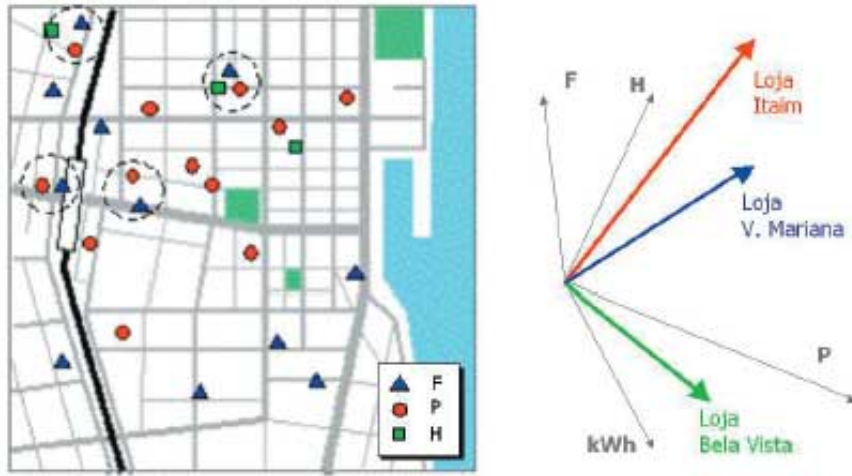 F
P
H
F
H
Loja
Itaim
Loja
V. Mariana
P
Loja
Bela Vista
kWh